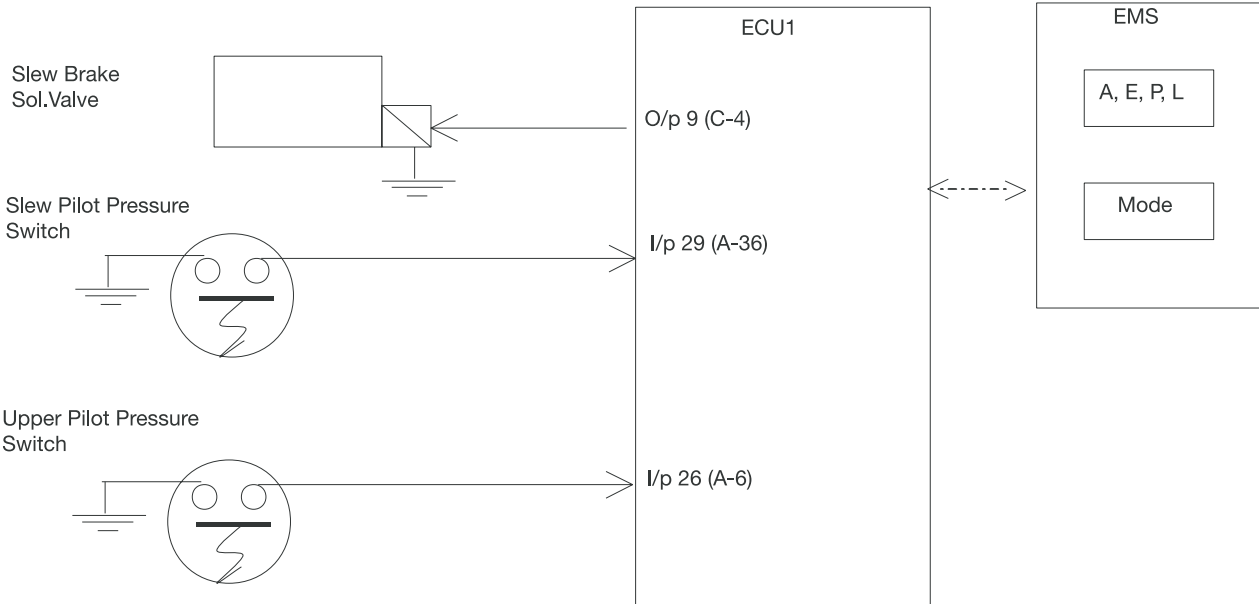 ECU1
EMS
Slew Brake
Sol.Valve
A, E, P, L
O/p 9 (C-4)
Mode
Slew Pilot Pressure
Switch
I/p 29 (A-36)
Upper Pilot Pressure
Switch
I/p 26 (A-6)